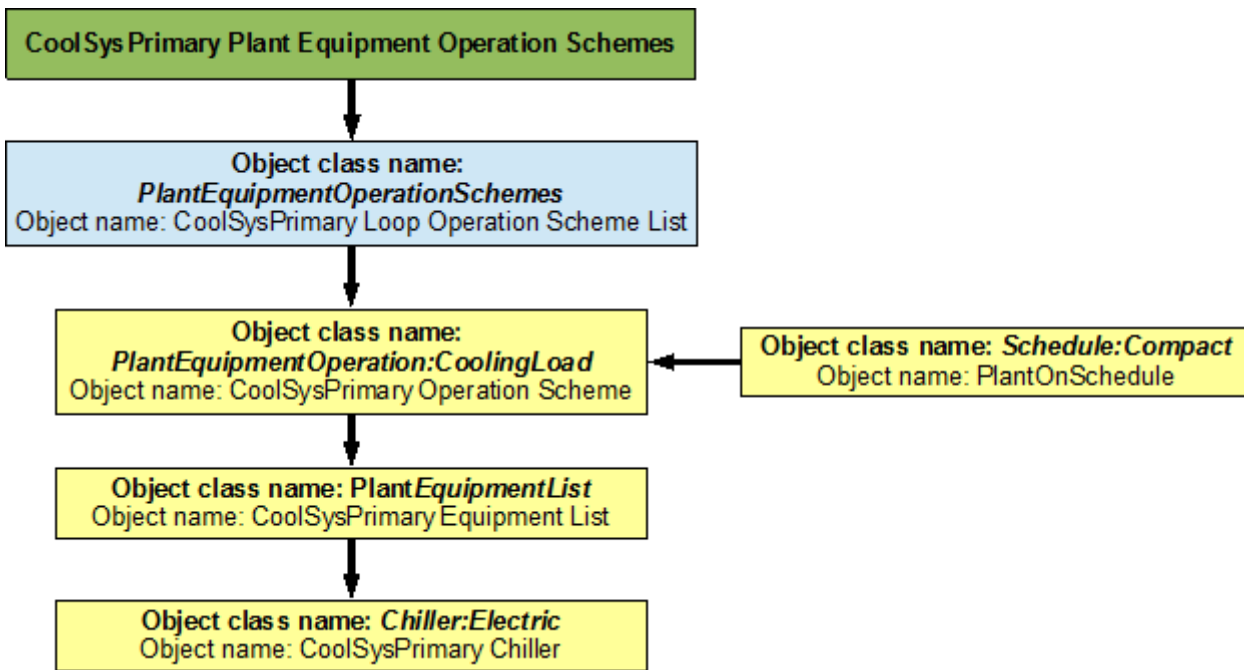 CoolSysPrimary Plant Equipment Operation Schemes
Object class name:
PlantEquipmentOperationSchemes
Object name: CoolSysPrimary Loop Operation Scheme List
Object class name:
PlantEquipmentOperation:CoolingLoad
Object name: CoolSysPrimary Operation Scheme
Object class name: Schedule:Compact
Object name: PlantOnSchedule
Object class name: PlantEquipmentList
Object name: CoolSysPrimary Equipment List
Object class name: Chiller:Electric
Object name: CoolSysPrimary Chiller